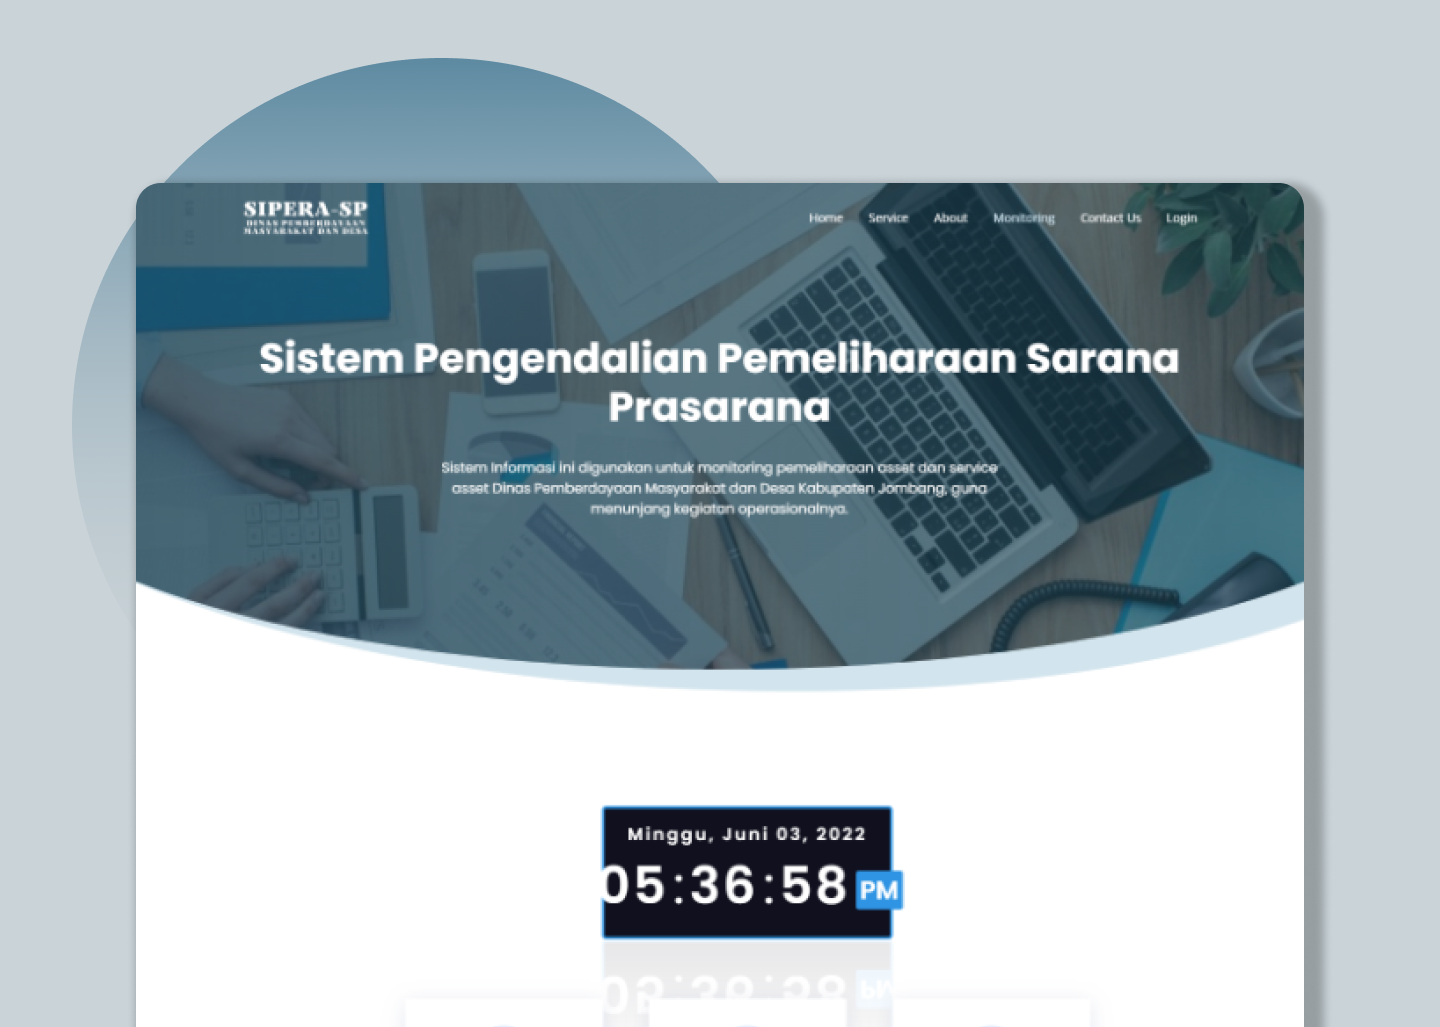 SIPERA-SP
DINAS PEMBERDAYAAN
MASYARAKAT DAN DESA
Home Service About Monitoring Contact Us Login
Sistem Pengendalian Pemeliharaan Sarana
Prasarana
Sistem Informasi ini digunakan untuk monitoring pemeliharaan asset dan service
asset Dinas Pemberdayaan Masyarakat dan Desa Kabupaten Jombang, guna
menunjang kegiatan operasionalnya.
Minggu, Juni 03, 2022
05:36:58 PM